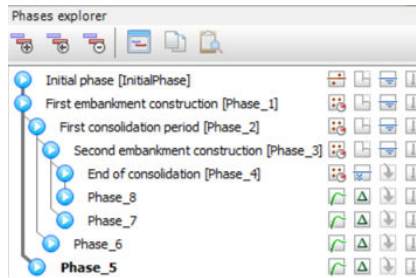 Phases explorer
Initial phase [InitialPhase]
First embankment construction [Phase_1]
First consolidation period [Phase_2]
Second embankment construction [Phase_3]
End of consolidation [Phase_4]
Phase_8
Phase_7
Phase_6
Phase_5